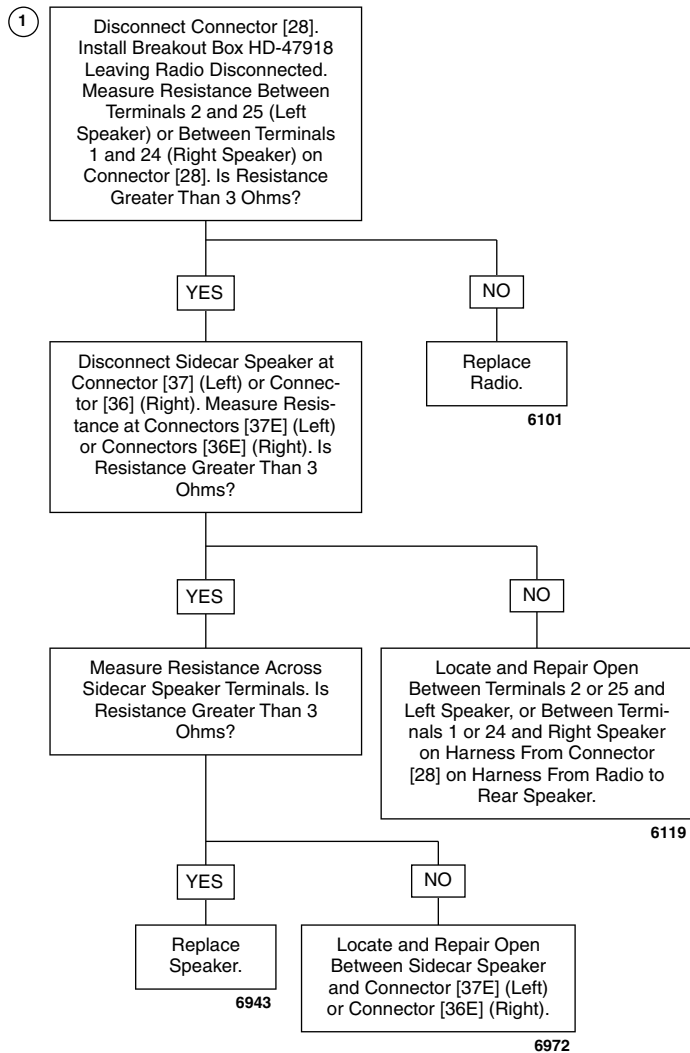 1
Disconnect Connector [28].
Install Breakout Box HD-47918
Leaving Radio Disconnected.
Measure Resistance Between
Terminals 2 and 25 (Left
Speaker) or Between Terminals
1 and 24 (Right Speaker) on
Connector [28]. Is Resistance
Greater Than 3 Ohms?
YES
NO
Disconnect Sidecar Speaker at
Connector [37] (Left) or Connec-
tor [36] (Right). Measure Resis-
tance at Connectors [37E] (Left)
or Connectors [36E] (Right). Is
Resistance Greater Than 3
Ohms?
Replace
Radio.
6101
YES
NO
Measure Resistance Across
Sidecar Speaker Terminals. Is
Resistance Greater Than 3
Ohms?
Locate and Repair Open
Between Terminals 2 or 25 and
Left Speaker, or Between Termi-
nals 1 or 24 and Right Speaker
on Harness From Connector
[28] on Harness From Radio to
Rear Speaker.
6119
YES
NO
Replace
Speaker.
6943
Locate and Repair Open
Between Sidecar Speaker
and Connector [37E] (Left)
or Connector [36E] (Right).
6972